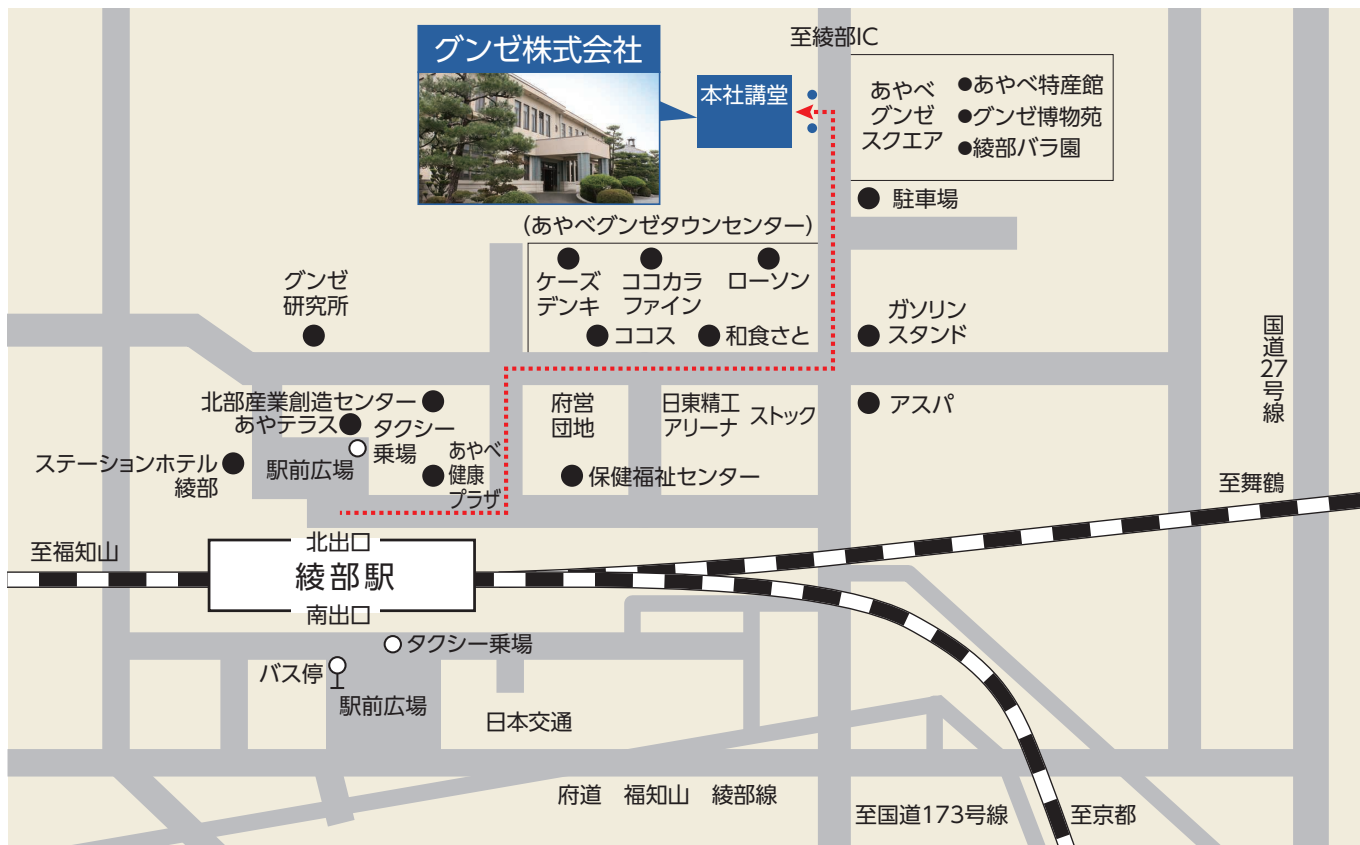 至綾部IC
グンゼ株式会社
本社講堂
あやべ
グンゼ
スクエア
●あやべ特産館
●グンゼ博物苑
●綾部バラ園
駐車場
(あやべグンゼタウンセンター)
ケーズ
デンキ
ココカラ
ファイン
ローソン
ココス
和食さと
グンゼ
研究所
ガソリン
スタンド
国道27号線
北部産業創造センター
あやテラス
タクシー
乗場
駅前広場
ステーションホテル
綾部
あやべ
健康
プラザ
府営
団地
日東精工
アリーナ
ストック
アスパ
保健福祉センター
至舞鶴
至福知山
北出口
綾部駅
南出口
タクシー乗場
バス停
駅前広場
日本交通
府道 福知山 綾部線
至国道173号線
至京都